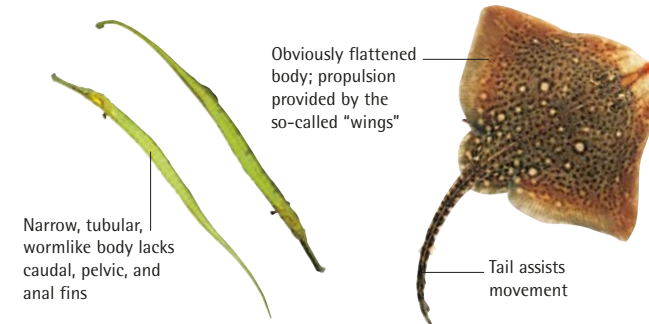 Obviously flattened
body; propulsion
provided by the
so-called “wings”
Narrow, tubular,
wormlike body lacks
caudal, pelvic, and
anal fins
Tail assists
movement